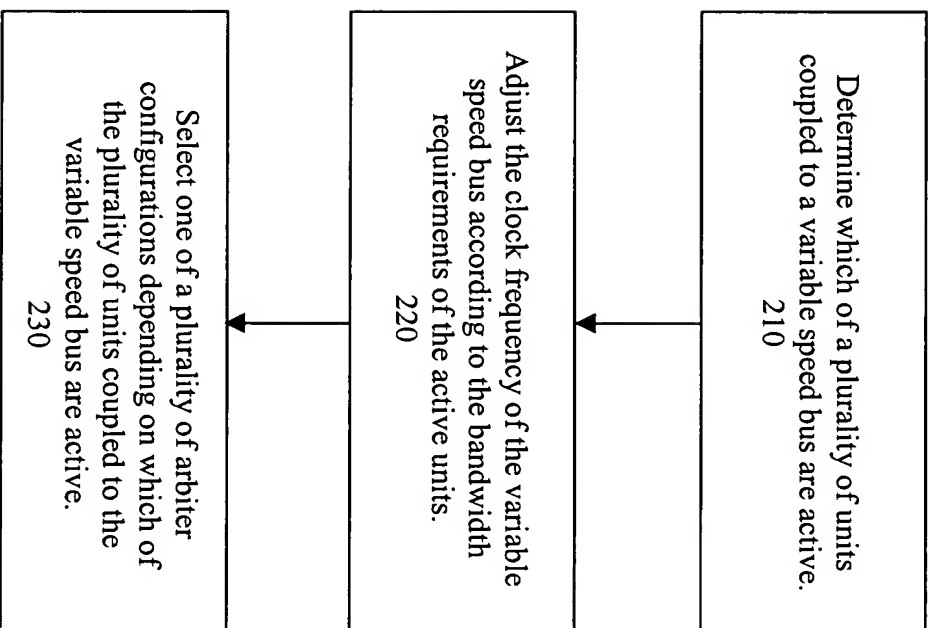 Determine which of a plurality of units
coupled to a variable speed bus are active.
210
Adjust the clock frequency of the variable
speed bus according to the bandwidth
requirements of the active units.
220
Select one of a plurality of arbiter
configurations depending on which of
the plurality of units coupled to the
variable speed bus are active.
230